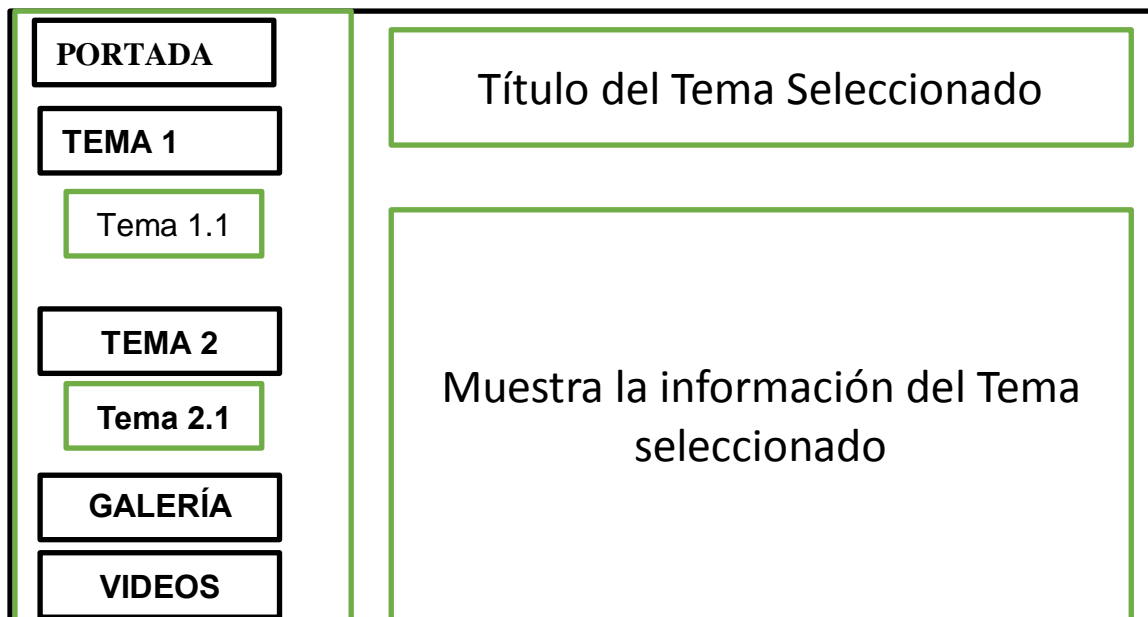 PORTADA
TEMA 1
Tema 1.1
TEMA 2
Tema 2.1
GALERÍA
VIDEOS
Título del Tema Seleccionado
Muestra la información del Tema
seleccionado